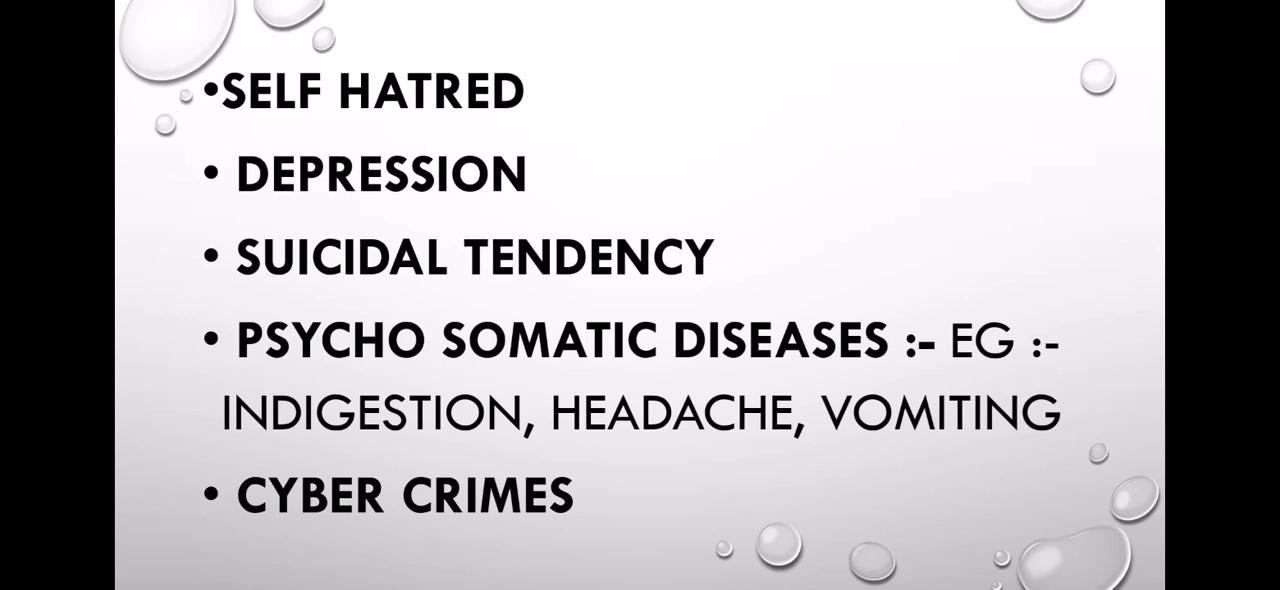 •SELF HATRED
• DEPRESSION
• SUICIDAL TENDENCY
• PSYCHO SOMATIC DISEASES :- EG :-
INDIGESTION, HEADACHE, VOMITING
• CYBER CRIMES